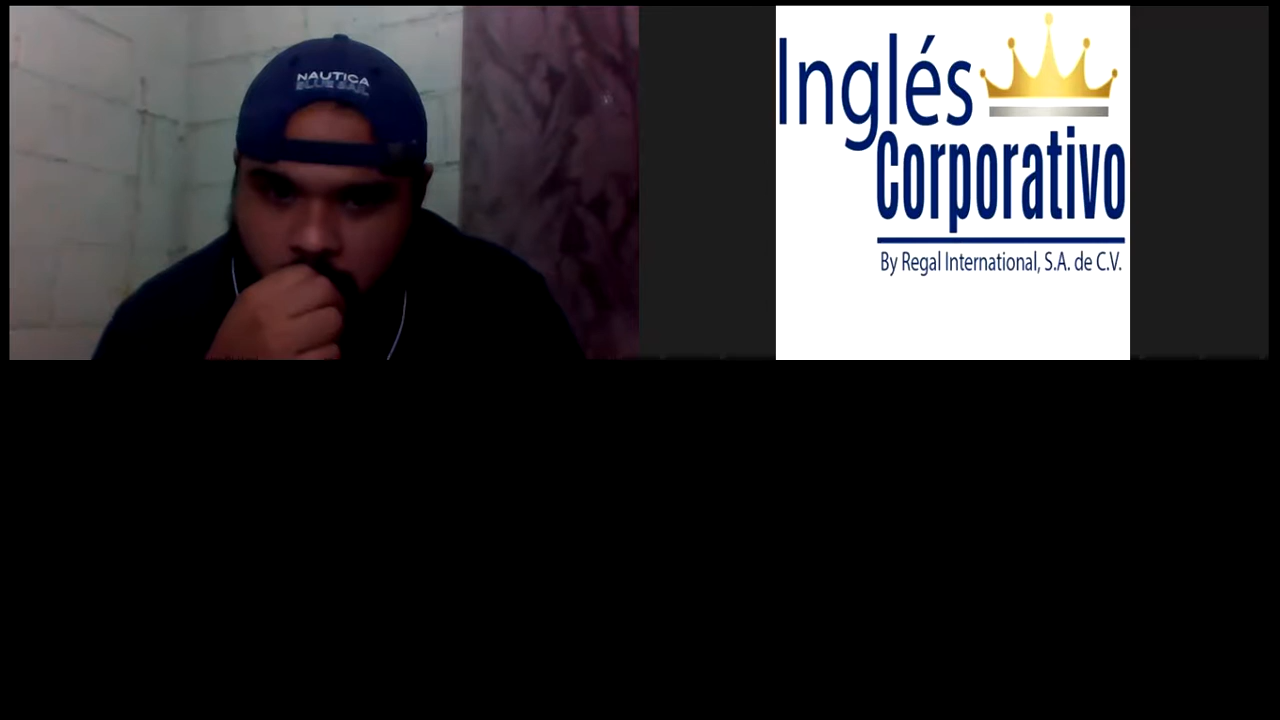 NAUTICA
BLUE SAIL
Inglés
Corporativo
By Regal International, S.A. de C.V.